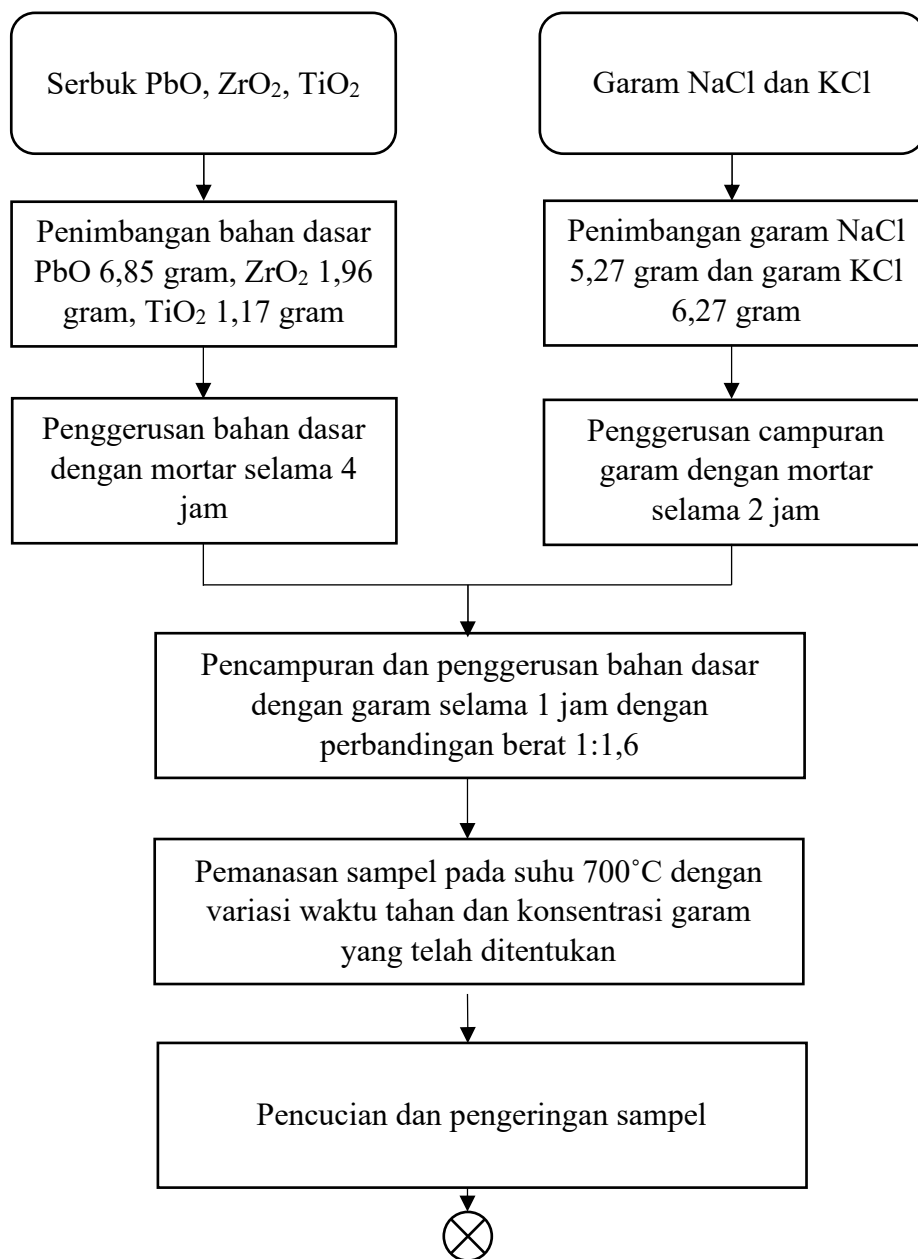 Serbuk PbO, ZrO₂, TiO₂
Garam NaCl dan KCl
Penimbangan bahan dasar
PbO 6,85 gram, ZrO₂ 1,96
gram, TiO₂ 1,17 gram
Penimbangan garam NaCl
5,27 gram dan garam KCl
6,27 gram
Penggerusan bahan dasar
dengan mortar selama 4
jam
Penggerusan campuran
garam dengan mortar
selama 2 jam
Pencampuran dan penggerusan bahan dasar
dengan garam selama 1 jam dengan
perbandingan berat 1:1,6
Pemanasan sampel pada suhu 700˚C dengan
variasi waktu tahan dan konsentrasi garam
yang telah ditentukan
Pencucian dan pengeringan sampel